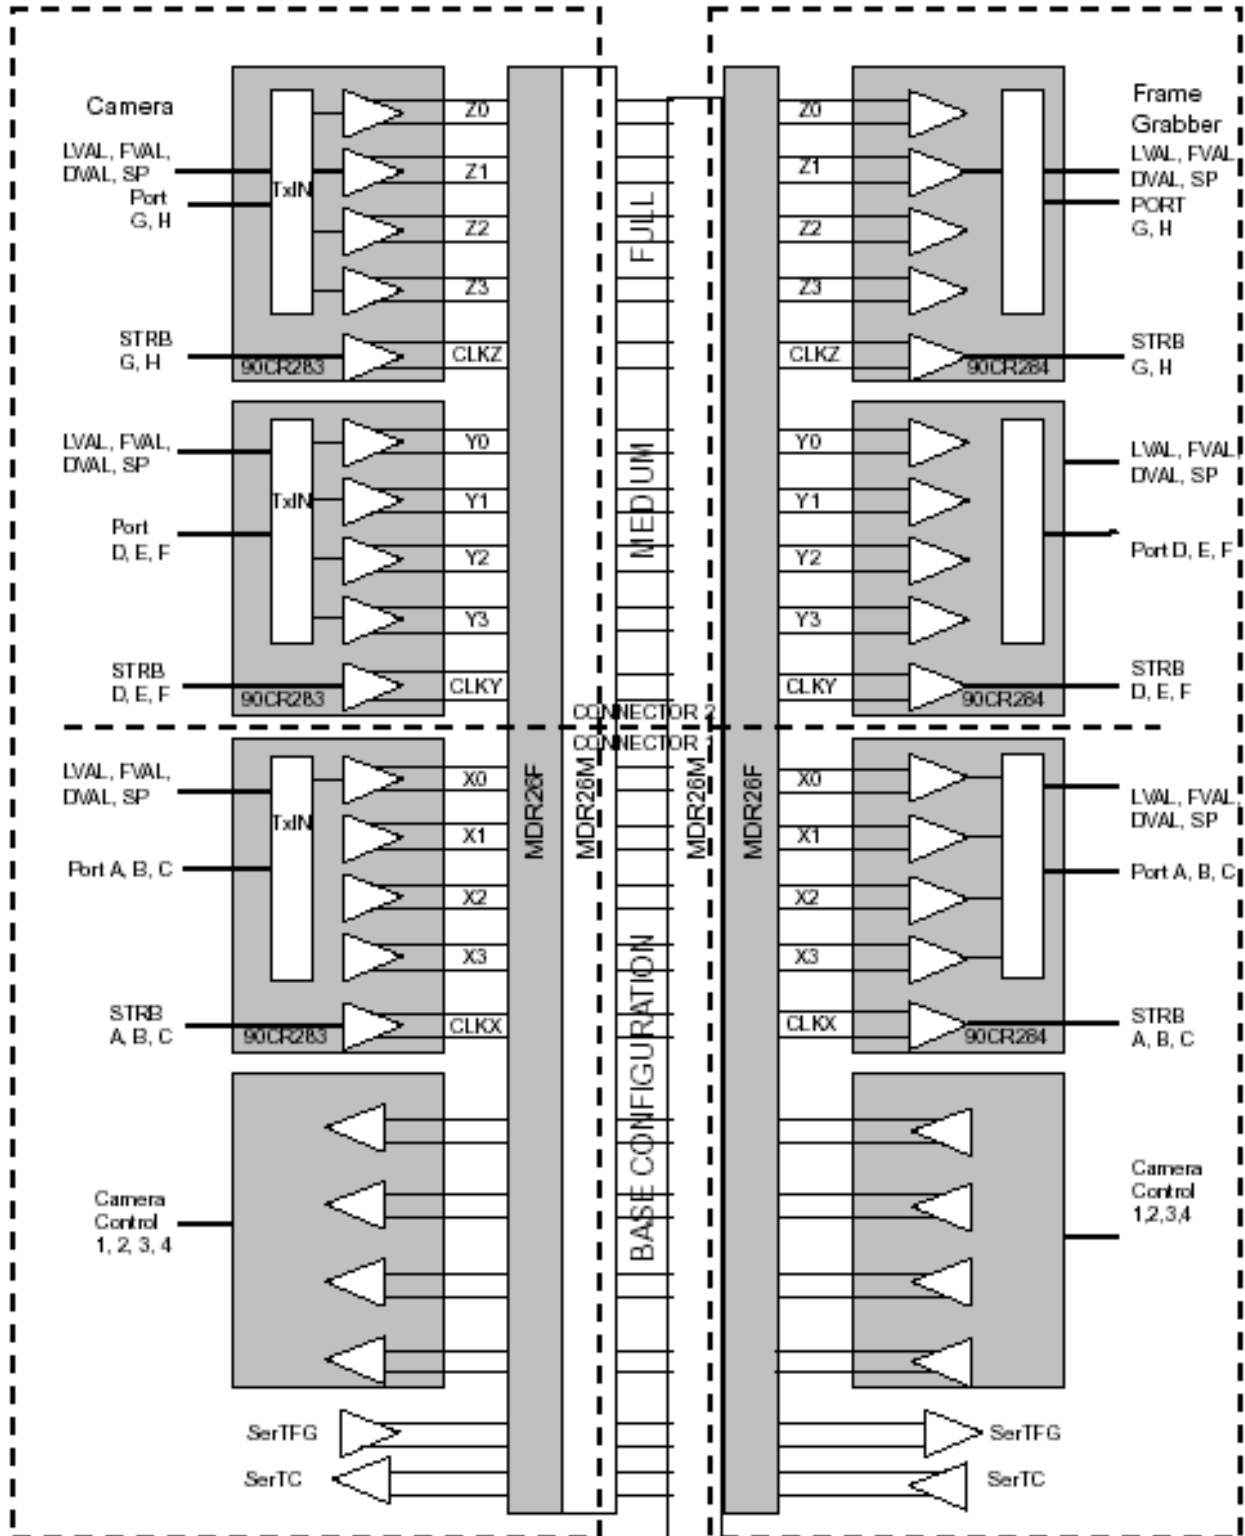 Camera
LVAL, FVAL,
DVAL, SP
Port
G, H
TxIN
STRB
G, H
90CR283
Z0
Z1
Z2
Z3
CLKZ
FULL
Z0
Z1
Z2
Z3
CLKZ
Frame
Grabber
LVAL, FVAL
DVAL, SP
PORT
G, H
STRB
G, H
90CR284
LVAL, FVAL,
DVAL, SP
Port
D, E, F
TxIN
STRB
D, E, F
90CR283
Y0
Y1
Y2
Y3
CLKY
MEDIUM
Y0
Y1
Y2
Y3
CLKY
LVAL, FVAL,
DVAL, SP
Port D, E, F
STRB
D, E, F
90CR284
CONNECTOR 2
CONNECTOR 1
LVAL, FVAL,
DVAL, SP
Port A, B, C
TxIN
STRB
A, B, C
90CR283
X0
X1
X2
X3
CLKX
MDR26F
MDR26M
BASE CONFIGURATION
MDR26M
MDR26F
X0
X1
X2
X3
CLKX
LVAL, FVAL,
DVAL, SP
Port A, B, C
STRB
A, B, C
90CR284
Camera
Control
1, 2, 3, 4
Camera
Control
1,2,3,4
SerTFG
SerTC
SerTFG
SerTC